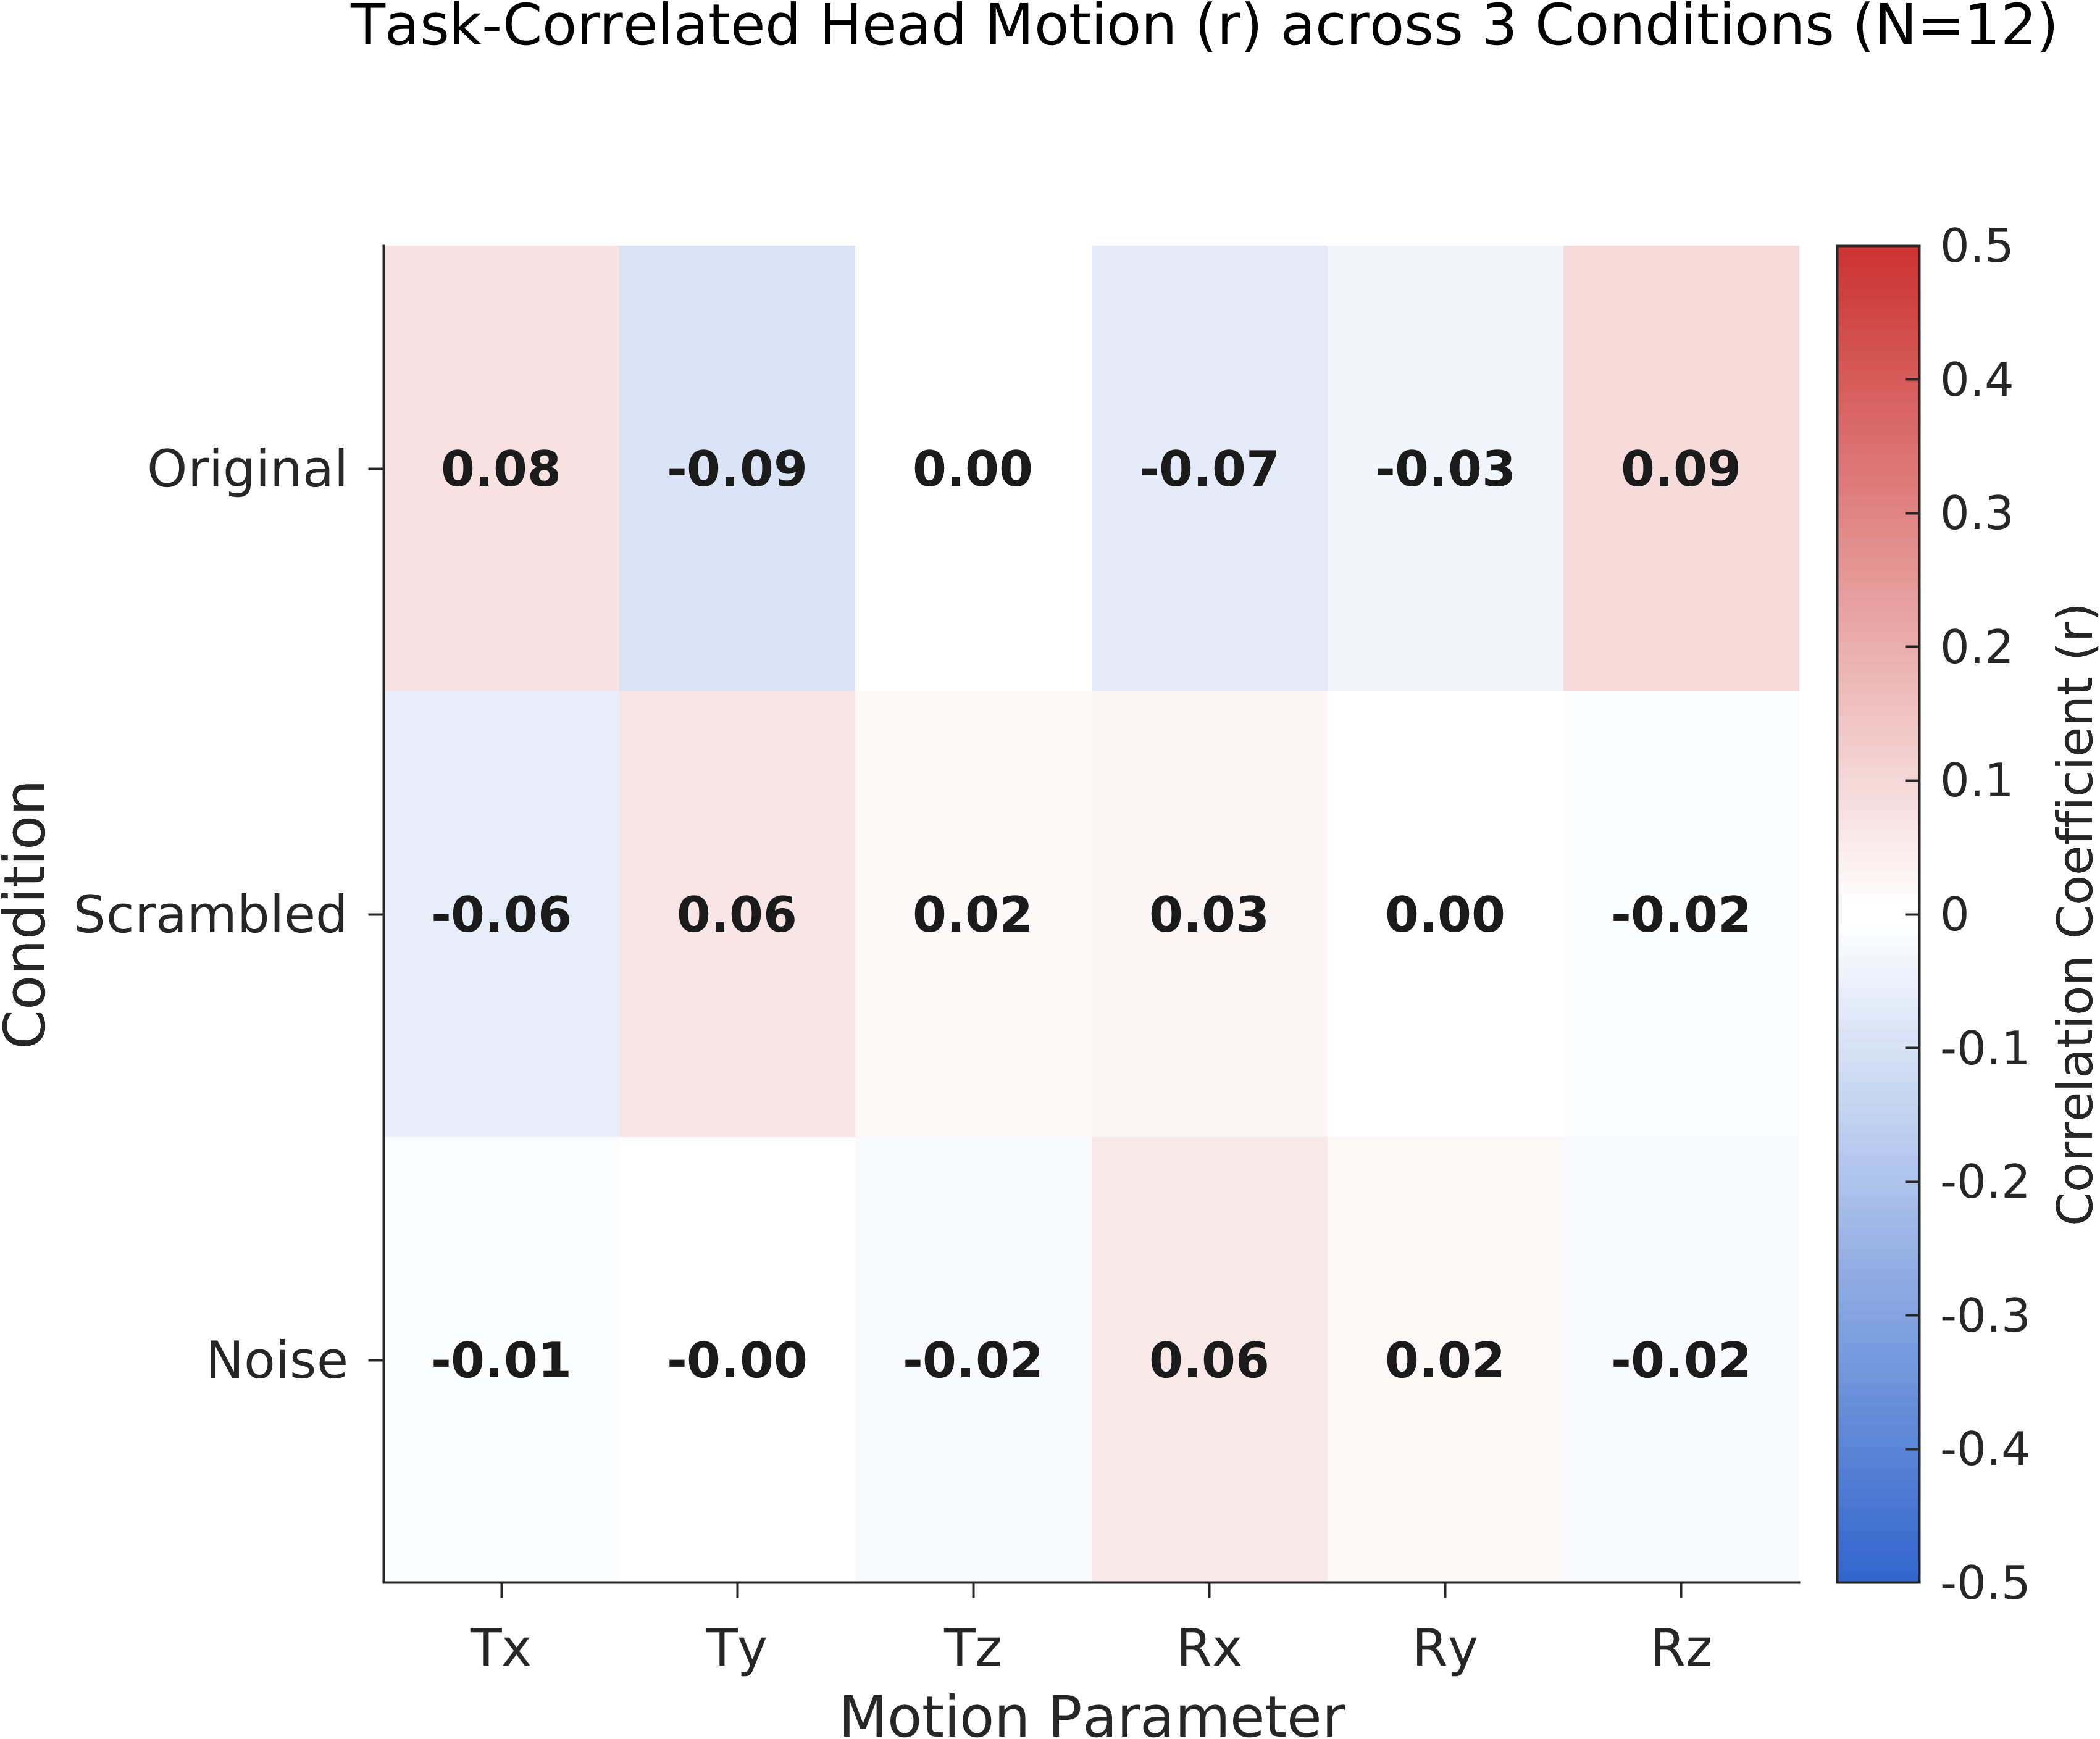 Task-Correlated Head Motion (r) across 3 Conditions (N=12)
Condition
Original
0.08 -0.09 0.00 -0.07 -0.03 0.09
Scrambled
-0.06 0.06 0.02 0.03 0.00 -0.02
Noise
-0.01 -0.00 -0.02 0.06 0.02 -0.02
Tx Ty Tz Rx Ry Rz
Motion Parameter
0.5
0.4
0.3
0.2
0.1
0
-0.1
-0.2
-0.3
-0.4
-0.5
Correlation Coefficient (r)